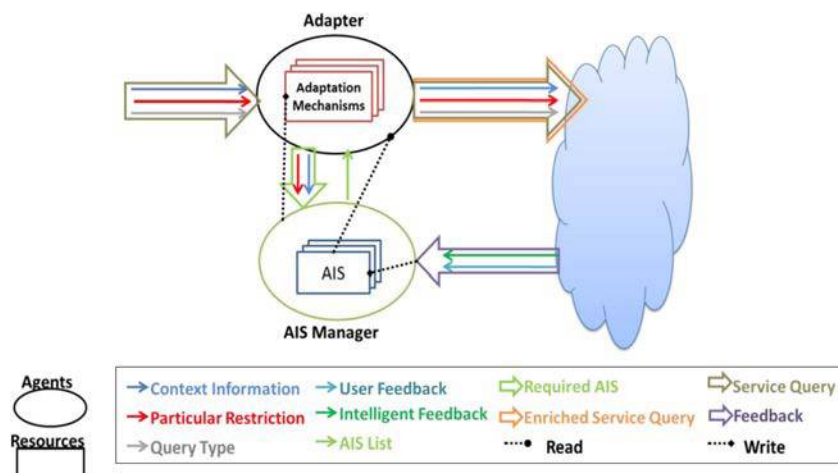 Adapter
Adaptation
Mechanisms
AIS
AIS Manager
Agents
Resources
Context Information
User Feedback
Required AIS
Service Query
Particular Restriction
Intelligent Feedback
Enriched Service Query
Feedback
Query Type
AIS List
Read
Write